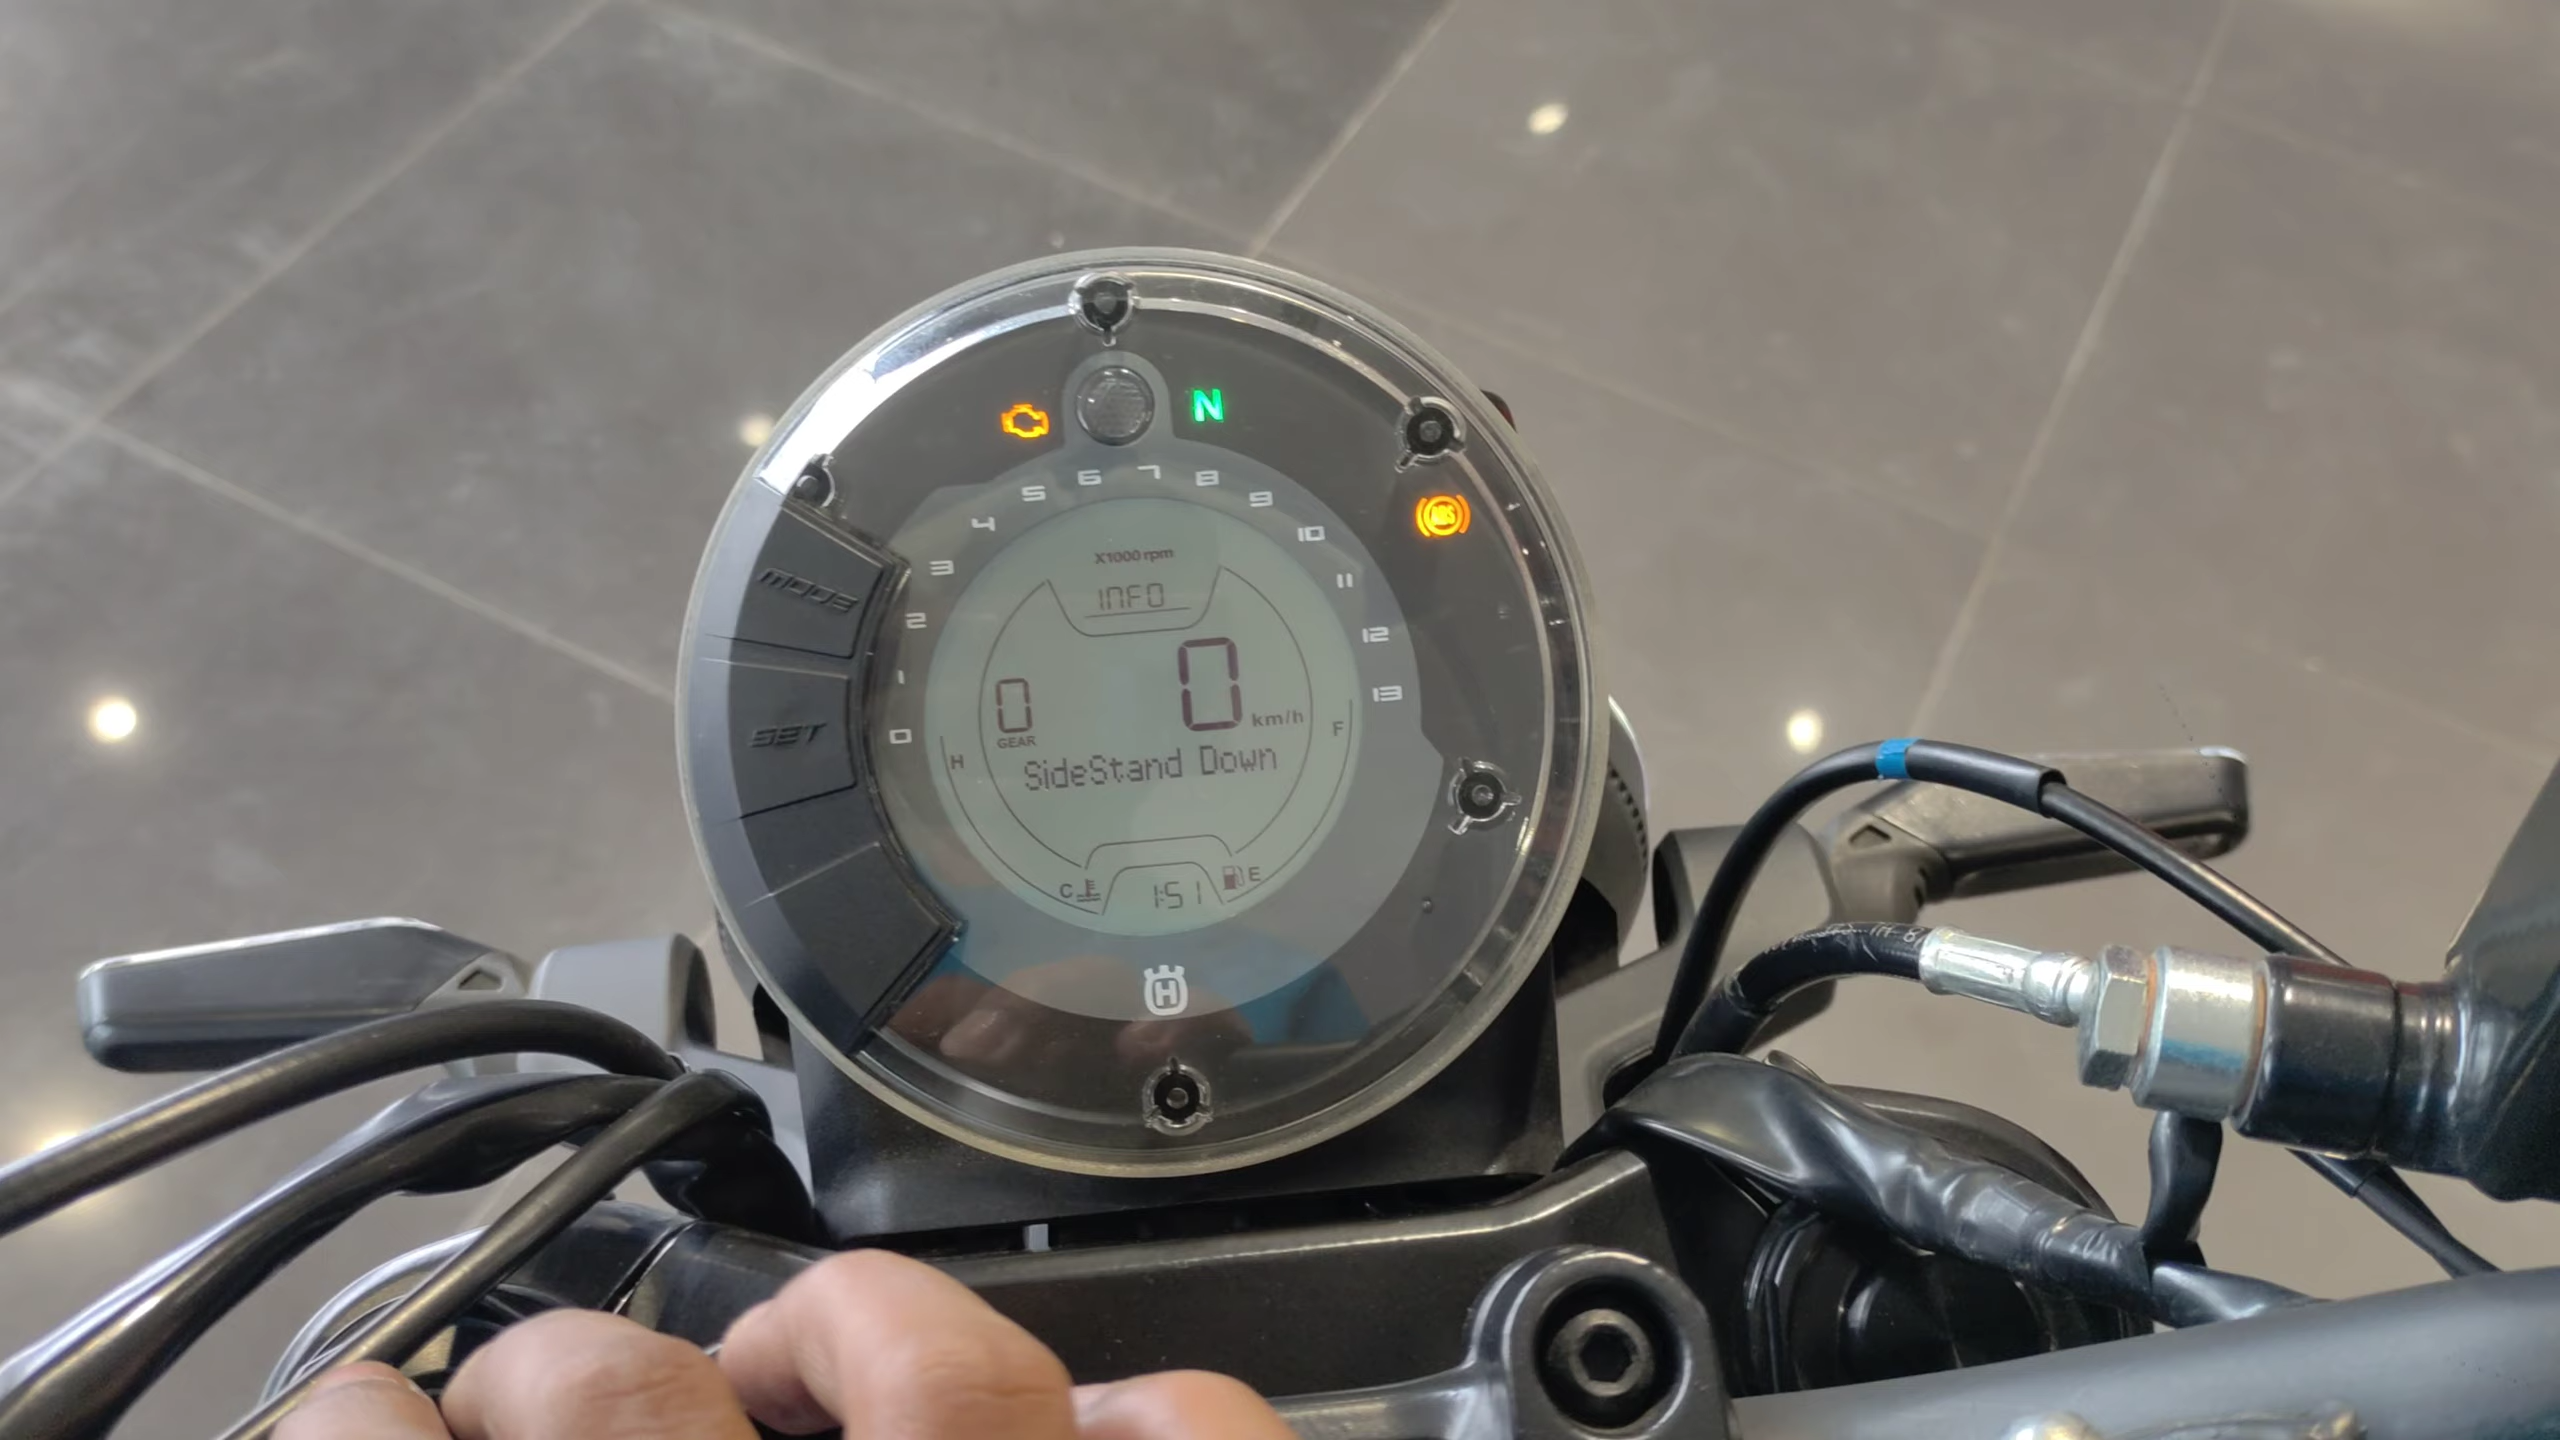 N
0 1 2 3 4 5 6 7 8 9 10 11 12 13
ABS
X1000 rpm
INFO
MODE
SET
0
GEAR
0 km/h
SideStand Down
H
F
C
E
1:51
H